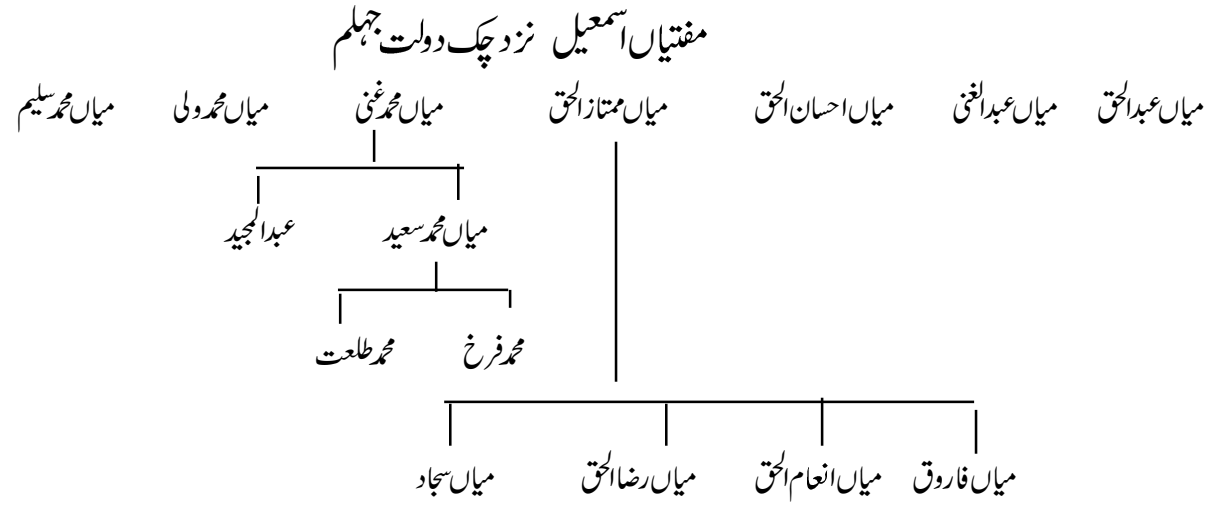 مفتیاں اسمعیل نزد چک دولت جہلم
میاں عبدالحق میاں عبدالغنی میاں احسان الحق میاں ممتاز الحق میاں محمد غنی میاں محمد ولی میاں محمد سلیم
میاں محمد سعید عبدالمجید
محمد فرخ محمد طلعت
میاں فاروق میاں انعام الحق میاں رضا الحق میاں سجاد